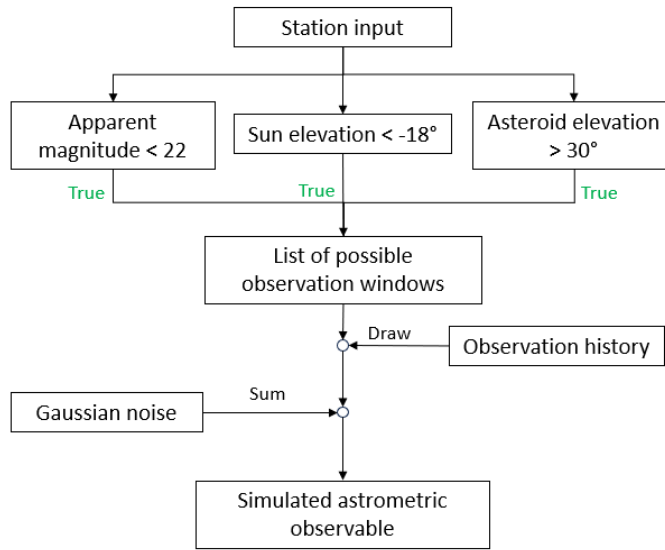 Station input
Apparent
magnitude < 22
Sun elevation < -18°
Asteroid elevation
> 30°
True
True
True
List of possible
observation windows
Draw
Observation history
Sum
Gaussian noise
Simulated astrometric
observable